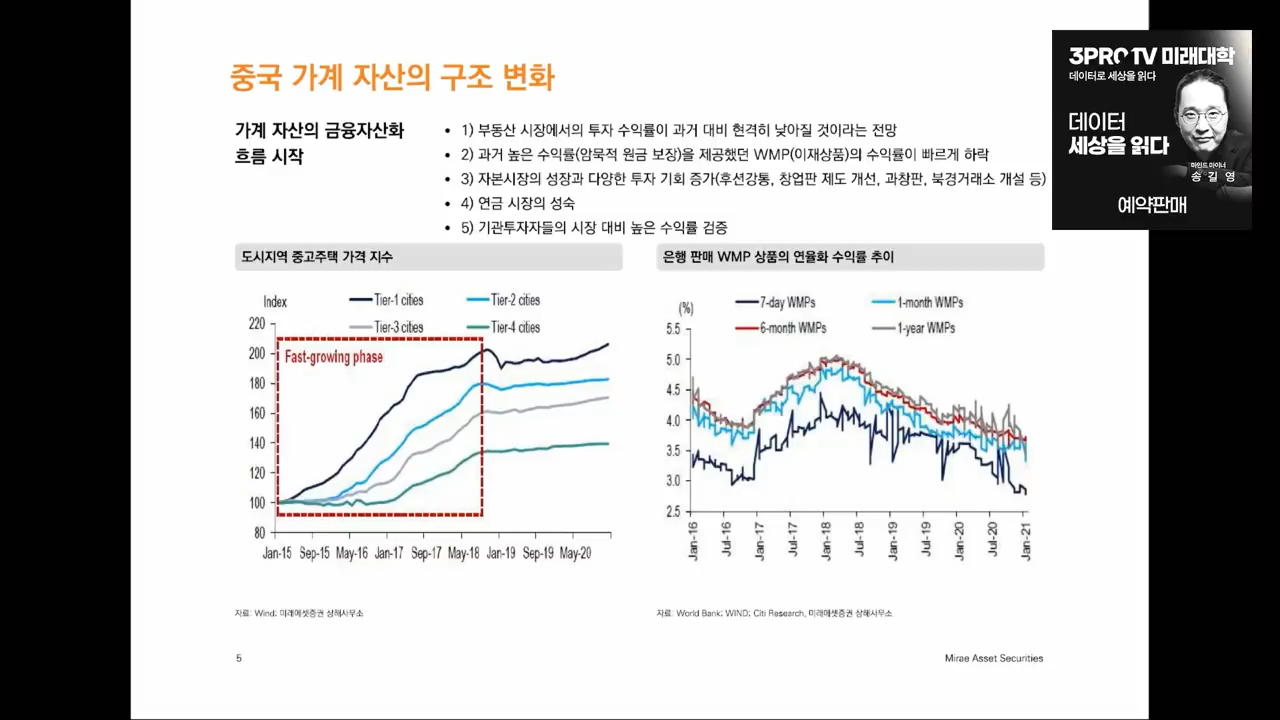 중국 가계 자산의 구조 변화
가계 자산의 금융자산화
흐름 시작
• 1) 부동산 시장에서의 투자 수익률이 과거 대비 현격히 낮아질 것이라는 전망
• 2) 과거 높은 수익률(암묵적 원금 보장)을 제공했던 WMP(이재상품)의 수익률이 빠르게 하락
• 3) 자본시장의 성장과 다양한 투자 기회 증가(후선강통, 창업판 제도 개선, 과창판, 북경거래소 개설 등)
• 4) 연금 시장의 성숙
• 5) 기관투자자들의 시장 대비 높은 수익률 검증
3PRO TV 미래대학
데이터로 세상을 읽다
데이터
세상을 읽다
마인드 마이너
송 길 영
예약판매
도시지역 중고주택 가격 지수
Index
Tier-1 cities
Tier-2 cities
Tier-3 cities
Tier-4 cities
Fast-growing phase
220
200
180
160
140
120
100
80
Jan-15 Sep-15 May-16 Jan-17 Sep-17 May-18 Jan-19 Sep-19 May-20
자료: Wind; 미래에셋증권 상해사무소
은행 판매 WMP 상품의 연율화 수익률 추이
(%)
7-day WMPs
1-month WMPs
6-month WMPs
1-year WMPs
5.5
5.0
4.5
4.0
3.5
3.0
2.5
Jan-16 Jul-16 Jan-17 Jul-17 Jan-18 Jul-18 Jan-19 Jul-19 Jan-20 Jul-20 Jan-21
자료: World Bank; WIND; Citi Research, 미래에셋증권 상해사무소
5
Mirae Asset Securities